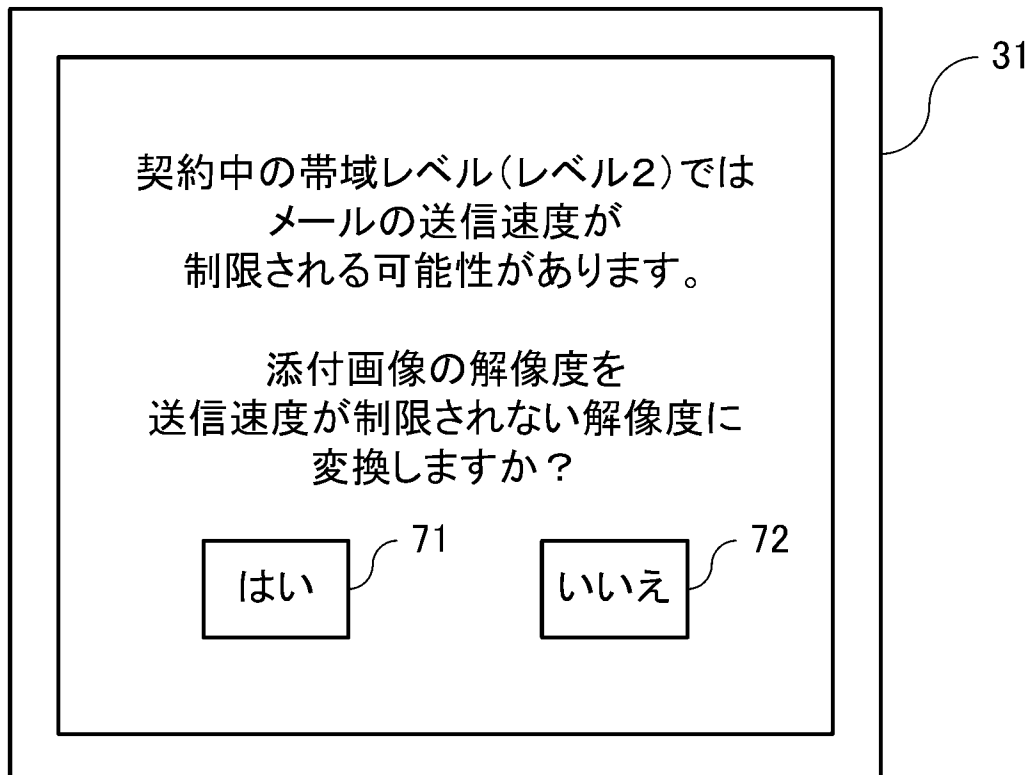 31
契約中の帯域レベル(レベル2)では
メールの送信速度が
制限される可能性があります。
添付画像の解像度を
送信速度が制限されない解像度に
変換しますか?
71
72
はい
いいえ